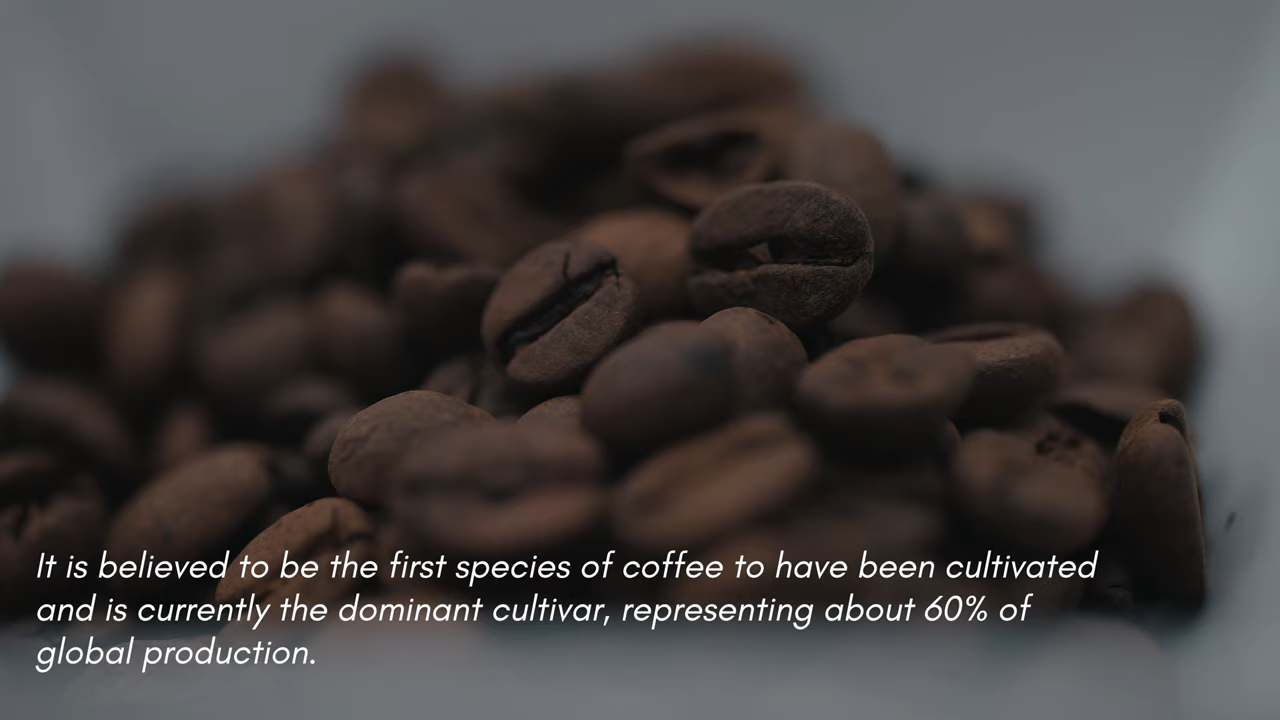 It is believed to be the first species of coffee to have been cultivated
and is currently the dominant cultivar, representing about 60% of
global production.